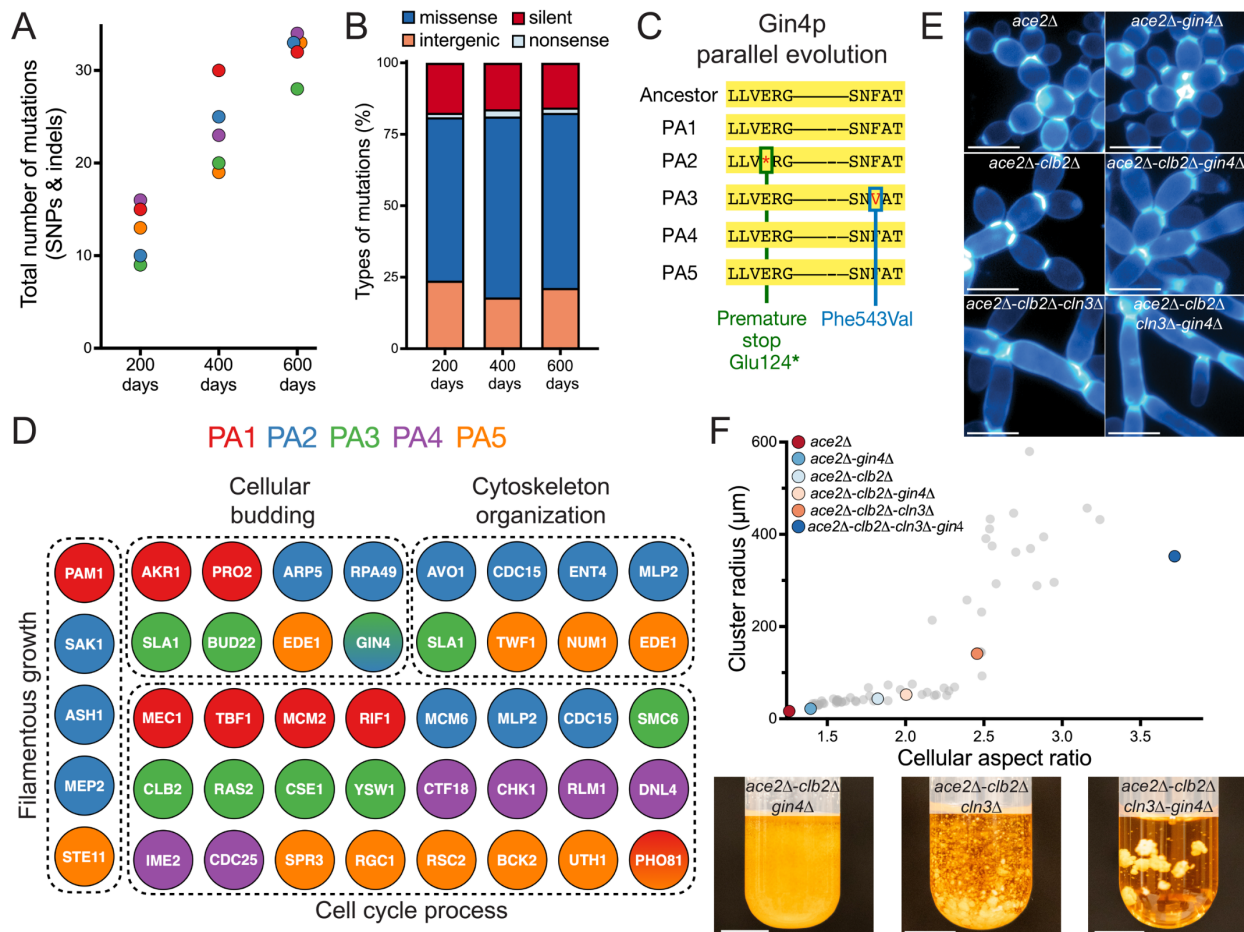 A
Total number of mutations
(SNPs & indels)
30
20
10
0
200
days
400
days
600
days
B
missense
silent
intergenic
nonsense
Types of mutations (%)
100
75
50
25
0
200
days
400
days
600
days
C
Gin4p
parallel evolution
Ancestor LLVERG———---——SNFAT
PA1 LLVERG———---——SNFAT
PA2 LLV*RG———---——SNFAT
PA3 LLVERG———---——SNVAT
PA4 LLVERG———---——SNFAT
PA5 LLVERG———---——SNFAT
Premature
stop
Glu124*
Phe543Val
E
ace2Δ
ace2Δ-gin4Δ
ace2Δ-clb2Δ
ace2Δ-clb2Δ-gin4Δ
ace2Δ-clb2Δ-cln3Δ
ace2Δ-clb2Δ
cln3Δ-gin4Δ
D
PA1 PA2 PA3 PA4 PA5
Cellular
budding
Cytoskeleton
organization
Filamentous growth
PAM1
SAK1
ASH1
MEP2
STE11
AKR1 PRO2 ARP5 RPA49
SLA1 BUD22 EDE1 GIN4
AVO1 CDC15 ENT4 MLP2
SLA1 TWF1 NUM1 EDE1
MEC1 TBF1 MCM2 RIF1 MCM6 MLP2 CDC15 SMC6
CLB2 RAS2 CSE1 YSW1 CTF18 CHK1 RLM1 DNL4
IME2 CDC25 SPR3 RGC1 RSC2 BCK2 UTH1 PHO81
Cell cycle process
F
Cluster radius (μm)
600
400
200
0
ace2Δ
ace2Δ-gin4Δ
ace2Δ-clb2Δ
ace2Δ-clb2Δ-gin4Δ
ace2Δ-clb2Δ-cln3Δ
ace2Δ-clb2Δ-cln3Δ-gin4
1.5 2.0 2.5 3.0 3.5
Cellular aspect ratio
ace2Δ-clb2Δ
gin4Δ
ace2Δ-clb2Δ
cln3Δ
ace2Δ-clb2Δ
cln3Δ-gin4Δ